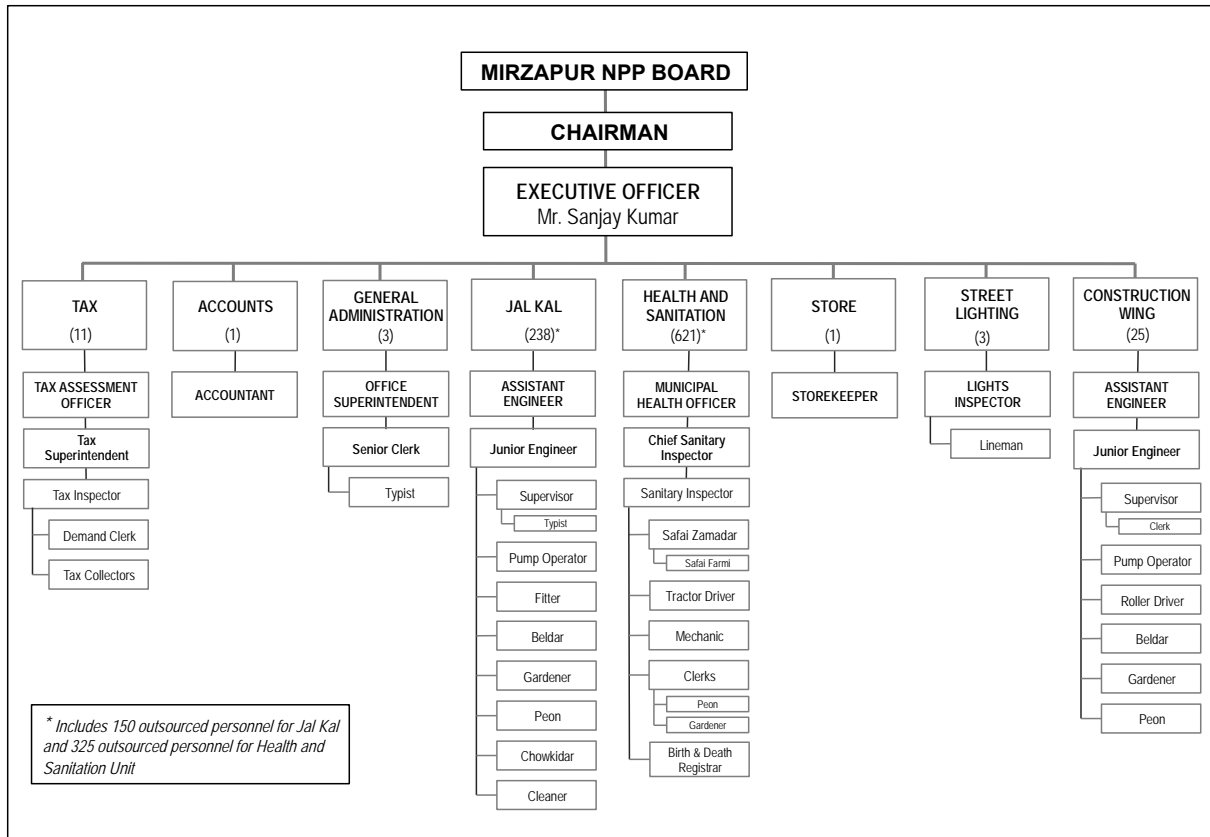 MIRZAPUR NPP BOARD
CHAIRMAN
EXECUTIVE OFFICER
Mr. Sanjay Kumar
TAX
(11)
TAX ASSESSMENT
OFFICER
Tax
Superintendent
Tax Inspector
Demand Clerk
Tax Collectors
ACCOUNTS
(1)
ACCOUNTANT
GENERAL
ADMINISTRATION
(3)
OFFICE
SUPERINTENDENT
Senior Clerk
Typist
JAL KAL
(238)*
ASSISTANT
ENGINEER
Junior Engineer
Supervisor
Typist
Pump Operator
Fitter
Beldar
Gardener
Peon
Chowkidar
Cleaner
HEALTH AND
SANITATION
(621)*
MUNICIPAL
HEALTH OFFICER
Chief Sanitary
Inspector
Sanitary Inspector
Safai Zamadar
Safai Farmi
Tractor Driver
Mechanic
Clerks
Peon
Gardener
Birth & Death
Registrar
STORE
(1)
STOREKEEPER
STREET
LIGHTING
(3)
LIGHTS
INSPECTOR
Lineman
CONSTRUCTION
WING
(25)
ASSISTANT
ENGINEER
Junior Engineer
Supervisor
Clerk
Pump Operator
Roller Driver
Beldar
Gardener
Peon
* Includes 150 outsourced personnel for Jal Kal
and 325 outsourced personnel for Health and
Sanitation Unit